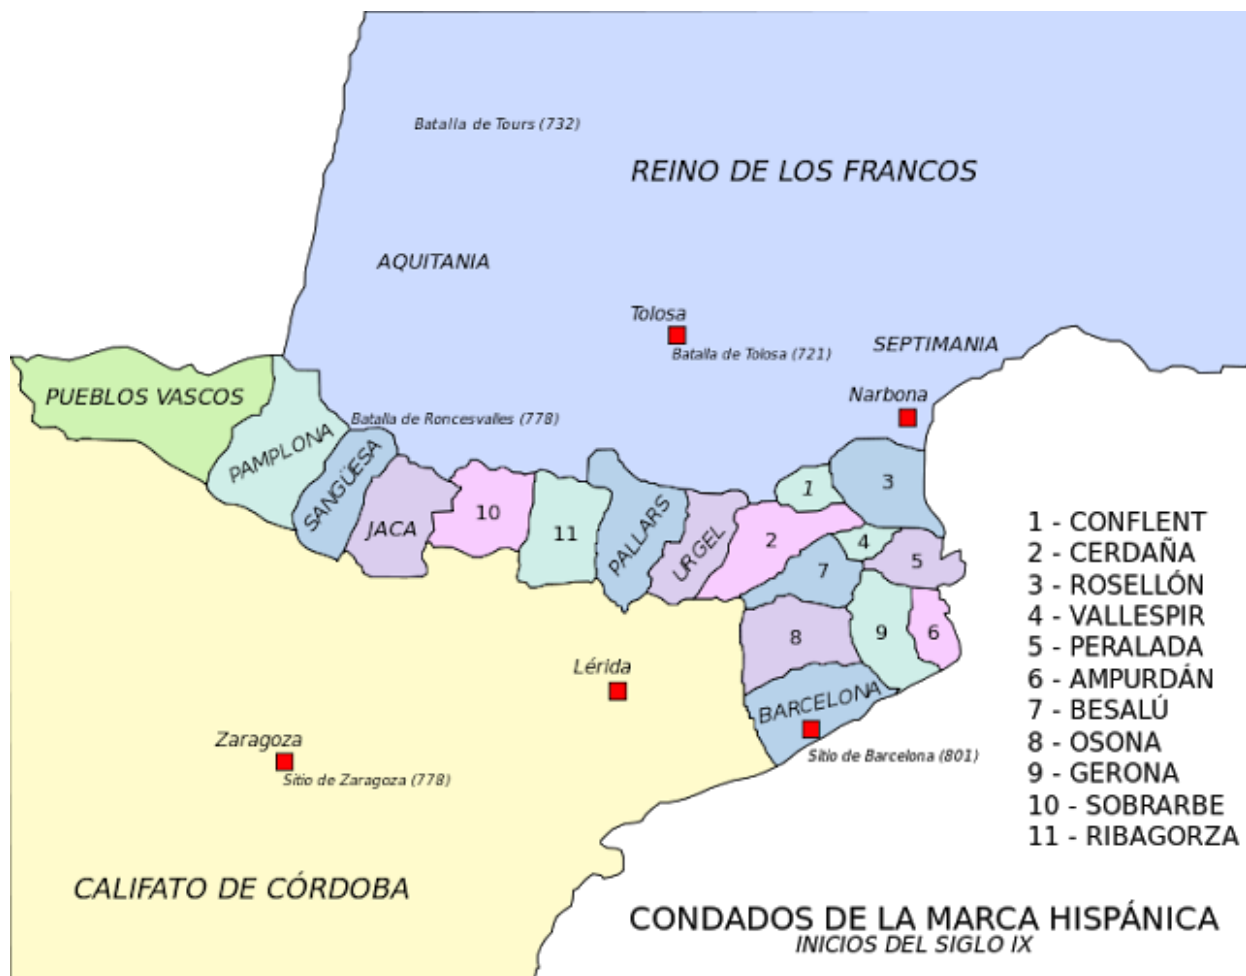 Batalla de Tours (732)
REINO DE LOS FRANCOS
AQUITANIA
Tolosa
Batalla de Tolosa (721)
SEPTIMANIA
Narbona
PUEBLOS VASCOS
Batalla de Roncesvalles (778)
PAMPLONA
SANGÜESA
JACA
10
11
PALLARS
URGEL
2
1
3
4
5
7
8
9
6
BARCELONA
Sitio de Barcelona (801)
Lérida
Zaragoza
Sitio de Zaragoza (778)
CALIFATO DE CÓRDOBA
1 - CONFLENT
2 - CERDAÑA
3 - ROSELLÓN
4 - VALLESPIR
5 - PERALADA
6 - AMPURDÁN
7 - BESALÚ
8 - OSONA
9 - GERONA
10 - SOBRARBE
11 - RIBAGORZA
CONDADOS DE LA MARCA HISPÁNICA
INICIOS DEL SIGLO IX